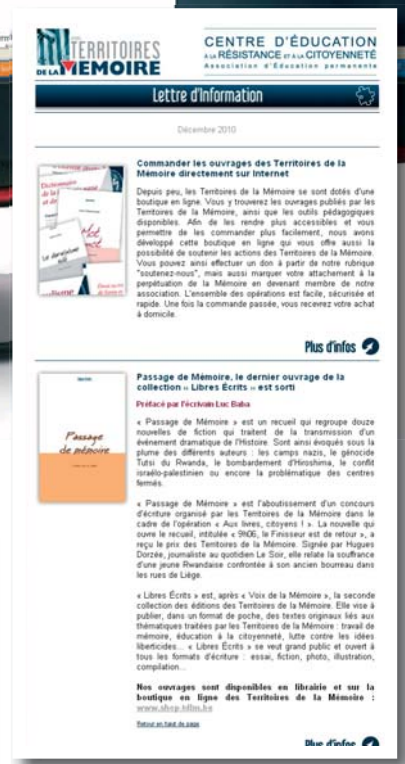 TERRITOIRES
DE LA MÉMOIRE
CENTRE D'ÉDUCATION
À LA RÉSISTANCE ET À LA CITOYENNETÉ
Association d'Éducation permanente
Lettre d'Information
Décembre 2010
Commander les ouvrages des Territoires de la
Mémoire directement sur Internet
Depuis peu, les Territoires de la Mémoire se sont dotés d'une
boutique en ligne. Vous y trouverez les ouvrages publiés par les
Territoires de la Mémoire, ainsi que les outils pédagogiques
disponibles. Afin de les rendre plus accessibles et vous
permettre de les commander plus facilement, nous avons
développé cette boutique en ligne qui vous offre aussi la
possibilité de soutenir les actions des Territoires de la Mémoire.
Vous pouvez ainsi effectuer un don à partir de notre rubrique
"soutenez-nous", mais aussi marquer votre attachement à la
perpétuation de la Mémoire en devenant membre de notre
association. L'ensemble des opérations est facile, sécurisée et
rapide. Une fois la commande passée, vous recevrez votre achat
à domicile.
Plus d'infos
Passage de Mémoire, le dernier ouvrage de la
collection « Libres Écrits » est sorti
Préfacé par l'écrivain Luc Baba
Passage
de mémoire
« Passage de Mémoire » est un recueil qui regroupe douze
nouvelles de fiction qui traitent de la transmission d'un
événement dramatique de l'Histoire. Sont ainsi évoqués sous la
plume des différents auteurs : les camps nazis, le génocide
Tutsi du Rwanda, le bombardement d'Hiroshima, le conflit
israélo-palestinien ou encore la problématique des centres
fermés.
« Passage de Mémoire » est l'aboutissement d'un concours
d'écriture organisé par les Territoires de la Mémoire dans le
cadre de l'opération « Aux livres, citoyens ! ». La nouvelle qui
ouvre le recueil, intitulée « 9h06, le Finisseur est de retour », a
reçu le prix des Territoires de la Mémoire. Signée par Hugues
Dorzée, journaliste au quotidien Le Soir, elle relate la souffrance
d'une jeune Rwandaise confrontée à son ancien bourreau dans
les rues de Liège.
« Libres Écrits » est, après « Voix de la Mémoire », la seconde
collection des éditions des Territoires de la Mémoire. Elle vise à
publier, dans un format de poche, des textes originaux liés aux
thématiques traitées par les Territoires de la Mémoire : travail de
mémoire, éducation à la citoyenneté, lutte contre les idées
liberticides... « Libres Écrits » se veut grand public et ouvert à
tous les formats d'écriture : essai, fiction, photo, illustration,
compilation...
Nos ouvrages sont disponibles en librairie et sur la
boutique en ligne des Territoires de la Mémoire :
www.shop-tdlm.be
Retour en haut de page
Plus d'infos